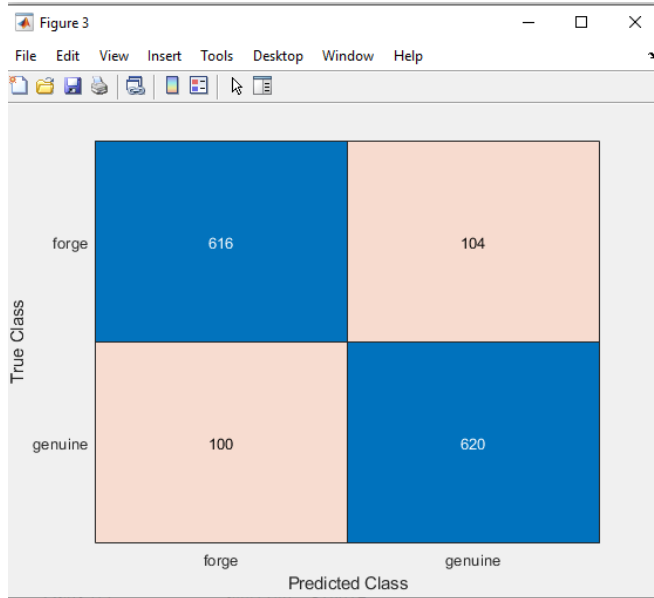 Figure 3
File Edit View Insert Tools Desktop Window Help
forge 616 104
True Class
genuine 100 620
forge genuine
Predicted Class